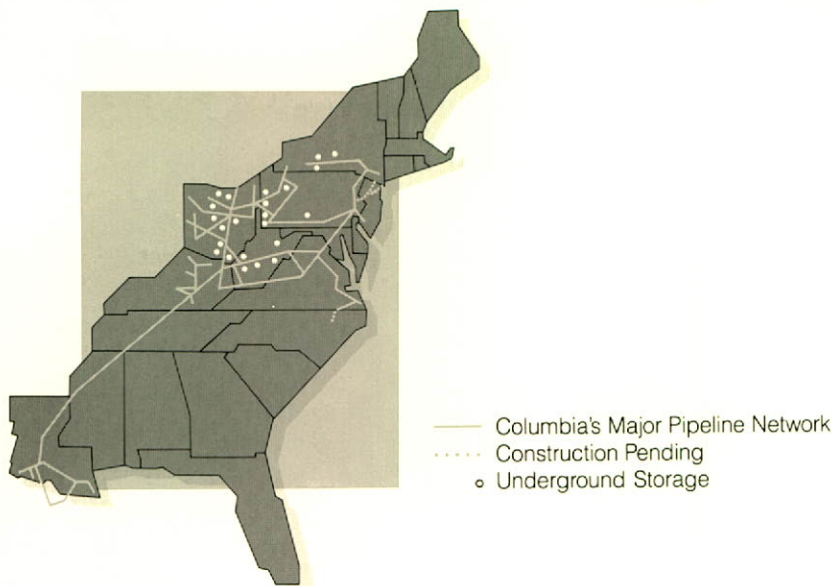 Columbia's Major Pipeline Network
Construction Pending
Underground Storage